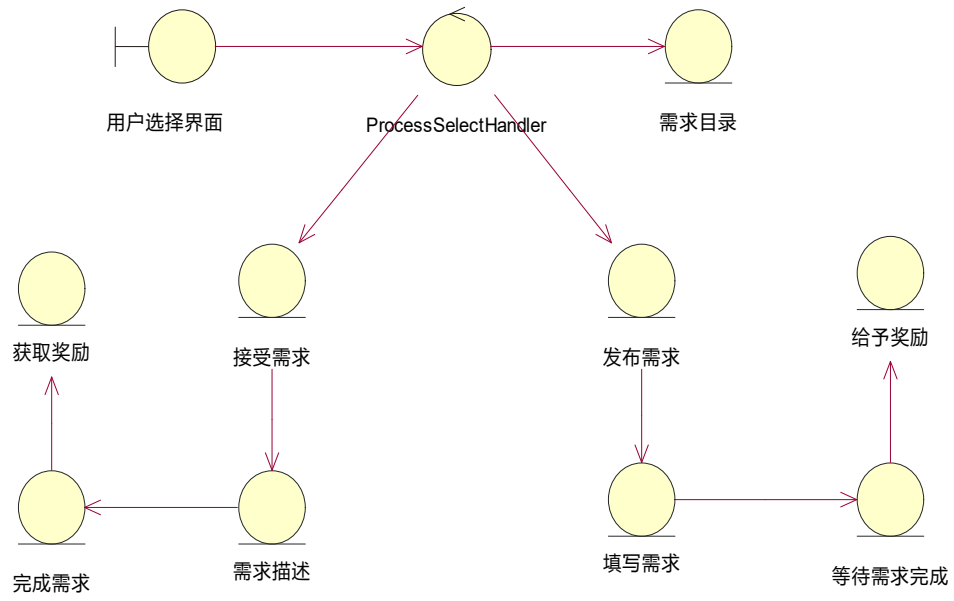 用户选择界面
ProcessSelectHandler
需求目录
获取奖励
接受需求
发布需求
给予奖励
完成需求
需求描述
填写需求
等待需求完成